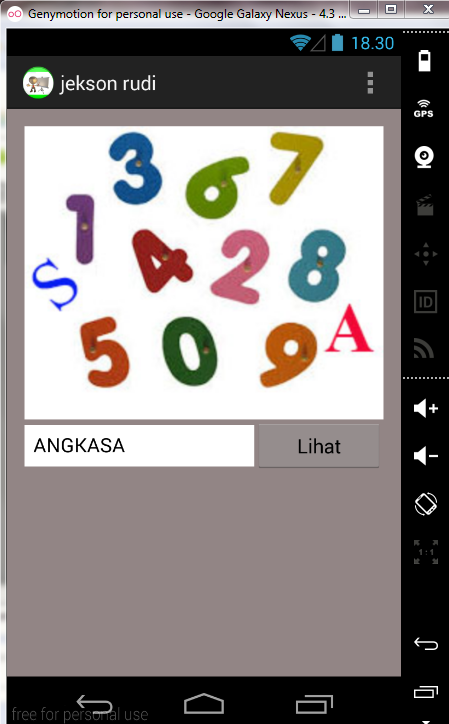 Genymotion for personal use - Google Galaxy Nexus - 4.3 ...
18.30
jekson rudi
GPS
3 6 7
1
4 2 8
S
ID
5 0 9 A
ANGKASA Lihat
1:1
free for personal use